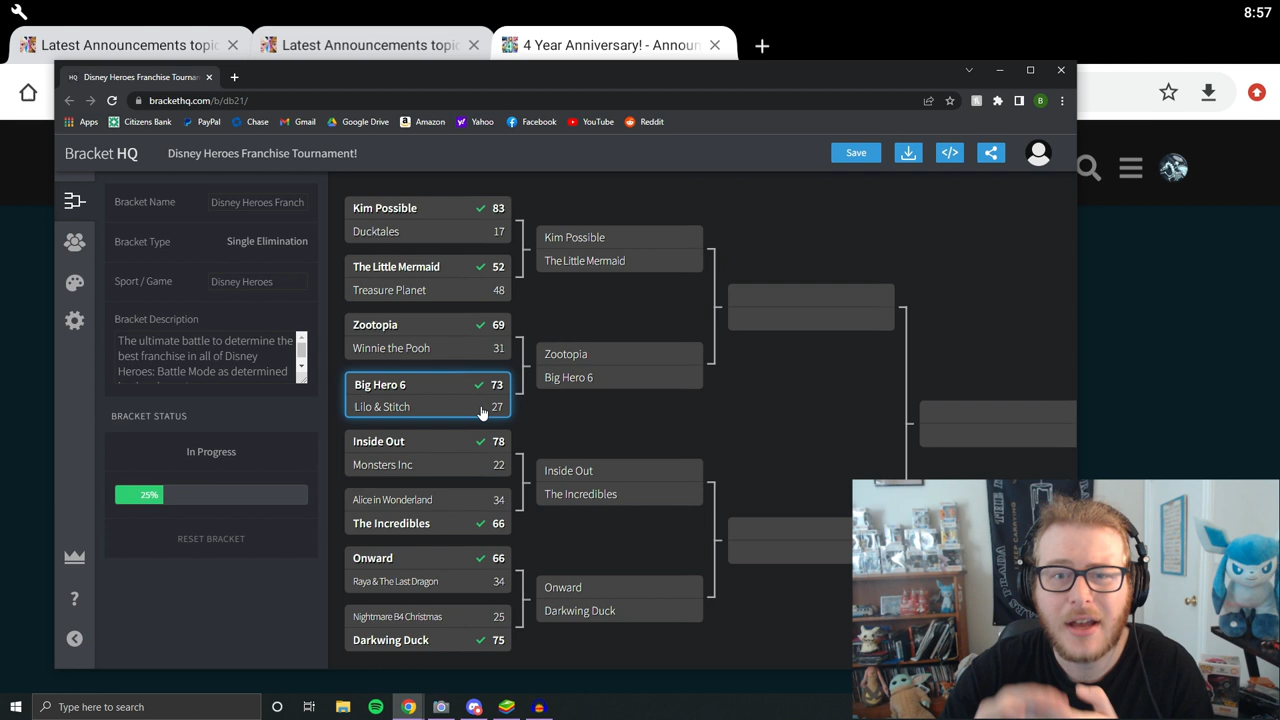 8:57
Latest Announcements topic
Latest Announcements topic
4 Year Anniversary! - Announ
HQ Disney Heroes Franchise Tournam
brackethq.com/b/db21/
B
Apps Citizens Bank PayPal Chase Gmail Google Drive Amazon Yahoo Facebook YouTube Reddit
Bracket HQ
Disney Heroes Franchise Tournament!
Save
</>
Bracket Name
Disney Heroes Franch
Bracket Type
Single Elimination
Sport / Game
Disney Heroes
Bracket Description
The ultimate battle to determine the
best franchise in all of Disney
Heroes: Battle Mode as determined
BRACKET STATUS
In Progress
25%
RESET BRACKET
?
Kim Possible 83
Ducktales 17
The Little Mermaid 52
Treasure Planet 48
Zootopia 69
Winnie the Pooh 31
Big Hero 6 73
Lilo & Stitch 27
Inside Out 78
Monsters Inc 22
Alice in Wonderland 34
The Incredibles 66
Onward 66
Raya & The Last Dragon 34
Nightmare B4 Christmas 25
Darkwing Duck 75
Kim Possible
The Little Mermaid
Zootopia
Big Hero 6
Inside Out
The Incredibles
Onward
Darkwing Duck
Type here to search